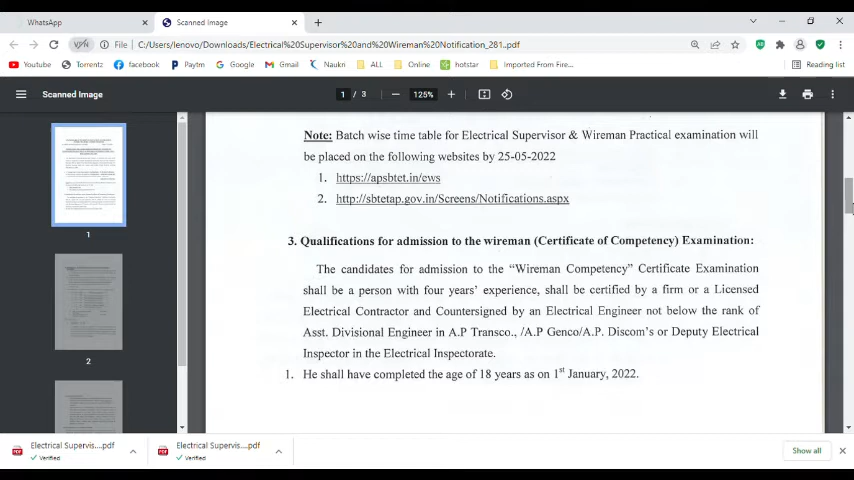 WhatsApp
Scanned Image
VPN
File
C:/Users/lenovo/Downloads/Electrical%20Supervisor%20and%20Wireman%20Notification_281..pdf
Youtube
Torrentz
facebook
Paytm
Google
Gmail
Naukri
ALL
Online
hotstar
Imported From Fire...
Reading list
Scanned Image
1 / 3
125%
Note: Batch wise time table for Electrical Supervisor & Wireman Practical examination will
be placed on the following websites by 25-05-2022
1. https://apsbtet.in/ews
2. http://sbtetap.gov.in/Screens/Notifications.aspx
3. Qualifications for admission to the wireman (Certificate of Competency) Examination:
The candidates for admission to the "Wireman Competency" Certificate Examination
shall be a person with four years' experience, shall be certified by a firm or a Licensed
Electrical Contractor and Countersigned by an Electrical Engineer not below the rank of
Asst. Divisional Engineer in A.P Transco., /A.P Genco/A.P. Discom's or Deputy Electrical
Inspector in the Electrical Inspectorate.
1. He shall have completed the age of 18 years as on 1st January, 2022.
1
2
Electrical Supervis....pdf
Verified
Electrical Supervis....pdf
Verified
Show all